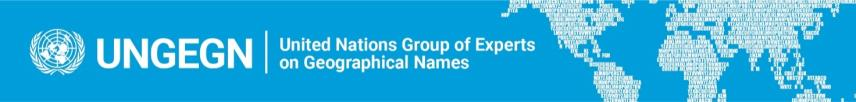 UNGEGN
United Nations Group of Experts
on Geographical Names